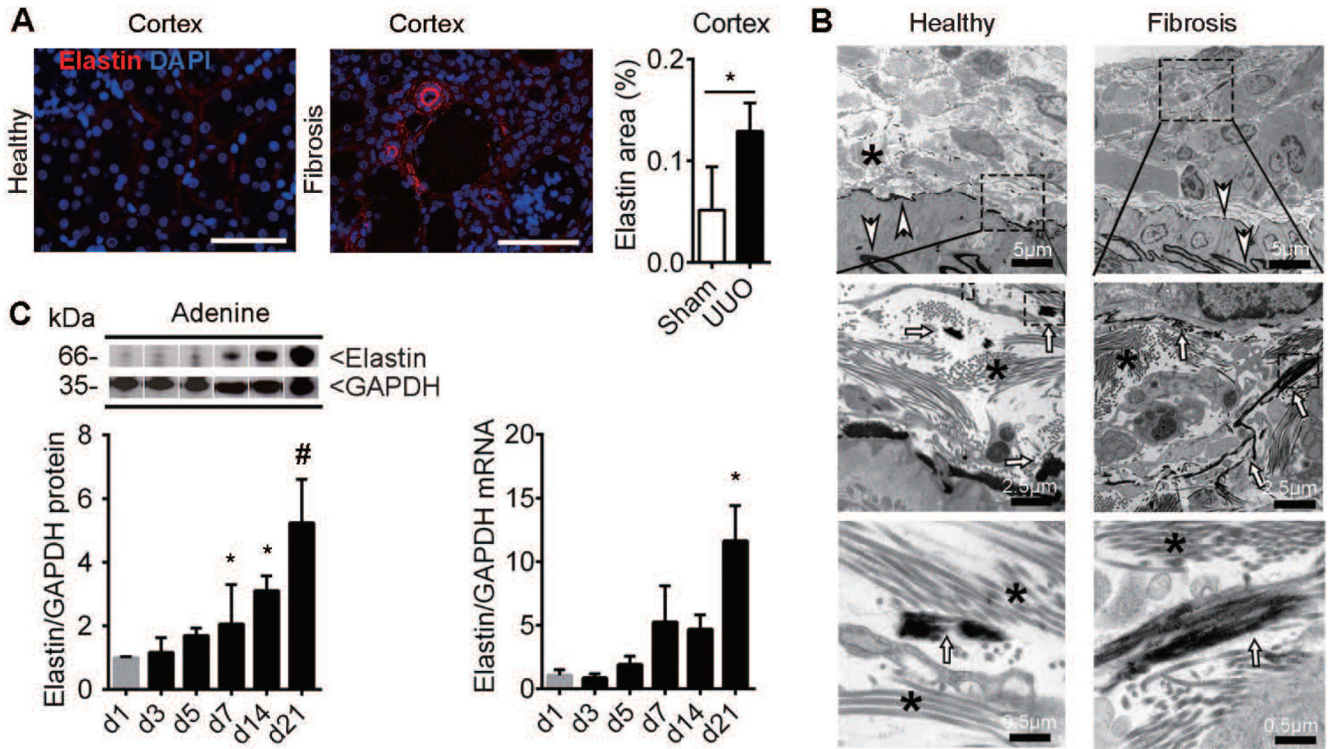 A
Cortex
Cortex
Cortex
Healthy
Elastin DAPI
Fibrosis
Elastin area (%)
0.2
0.1
0.0
*
Sham
UUO
B
Healthy
Fibrosis
*
5µm
5µm
*
2.5µm
*
2.5µm
*
*
0.5µm
*
0.5µm
C
kDa
Adenine
66-
<Elastin
35-
<GAPDH
Elastin/GAPDH protein
8
6
4
2
0
*
*
#
d1
d3
d5
d7
d14
d21
Elastin/GAPDH mRNA
20
15
10
5
0
*
d1
d3
d5
d7
d14
d21